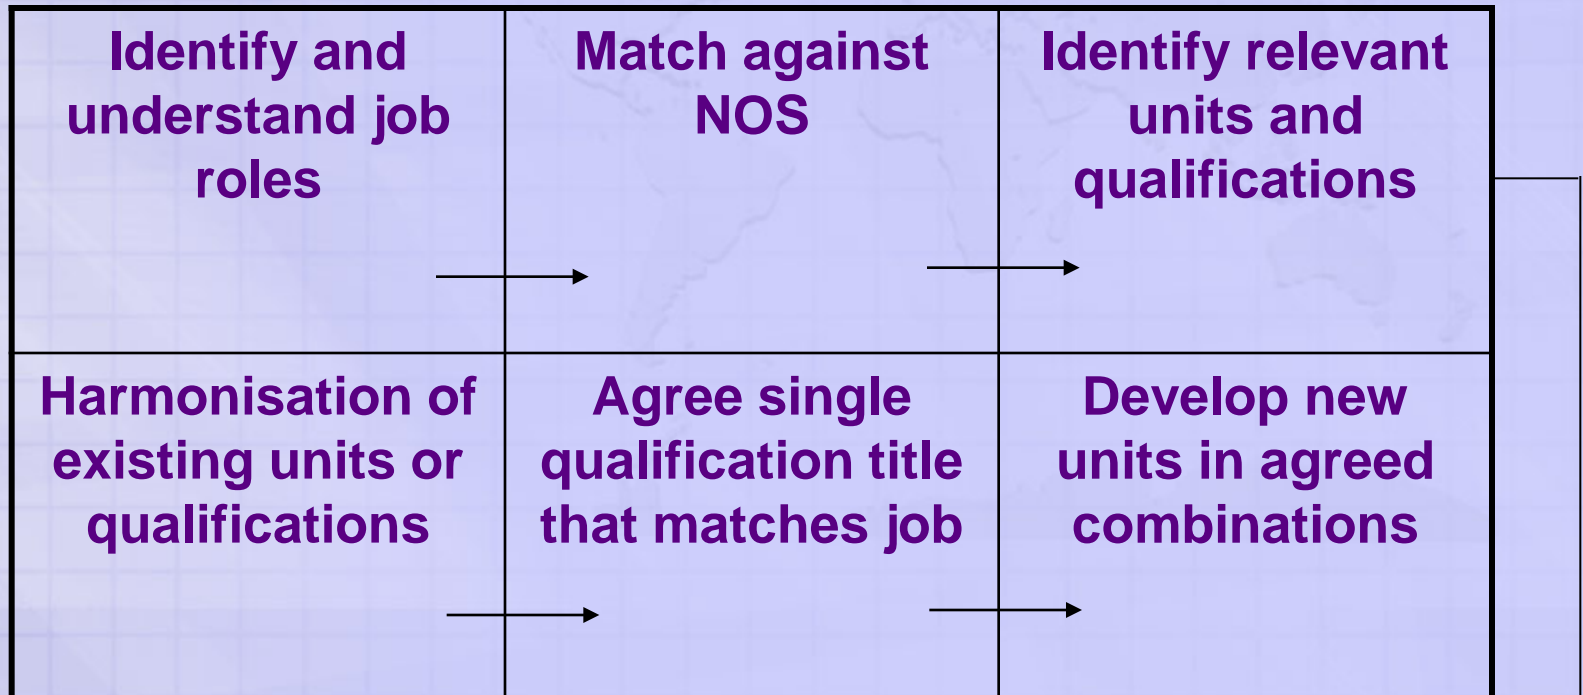 Identify and
understand job
roles
Match against
NOS
Identify relevant
units and
qualifications
Harmonisation of
existing units or
qualifications
Agree single
qualification title
that matches job
Develop new
units in agreed
combinations